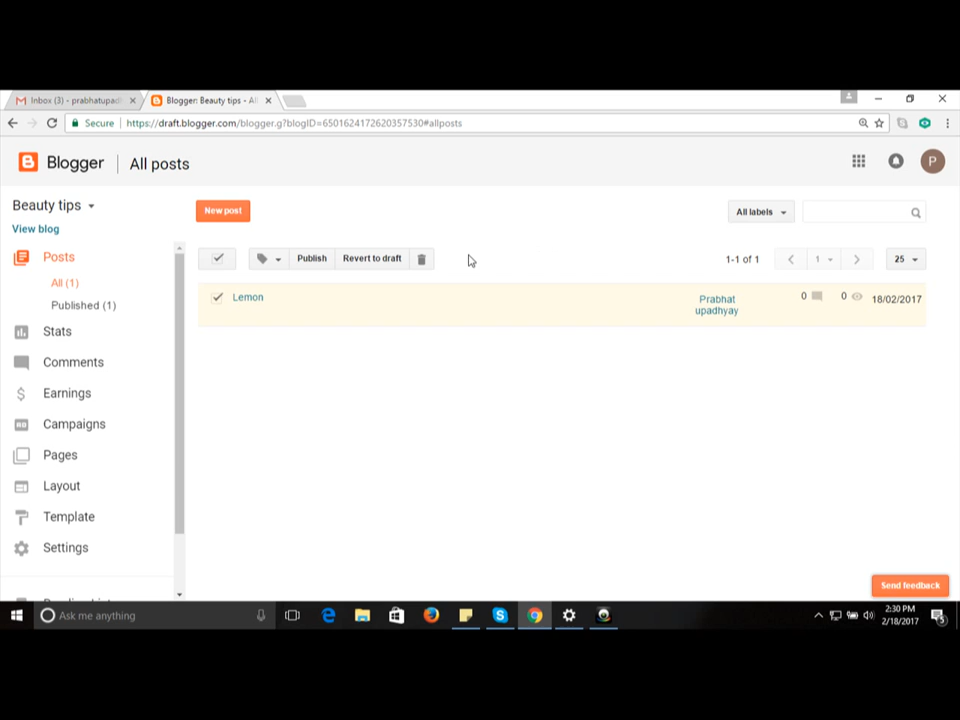 Inbox (3) - prabhatupad
Blogger: Beauty tips - All
Secure
https://draft.blogger.com/blogger.g?blogID=6501624172620357530#allposts
Blogger
All posts
P
Beauty tips
View blog
New post
All labels
Posts
All (1)
Published (1)
Publish
Revert to draft
1-1 of 1
1
25
Lemon
Prabhat
upadhyay
0
0
18/02/2017
Stats
Comments
Earnings
Campaigns
Pages
Layout
Template
Settings
Send feedback
Ask me anything
2:30 PM
2/18/2017
5